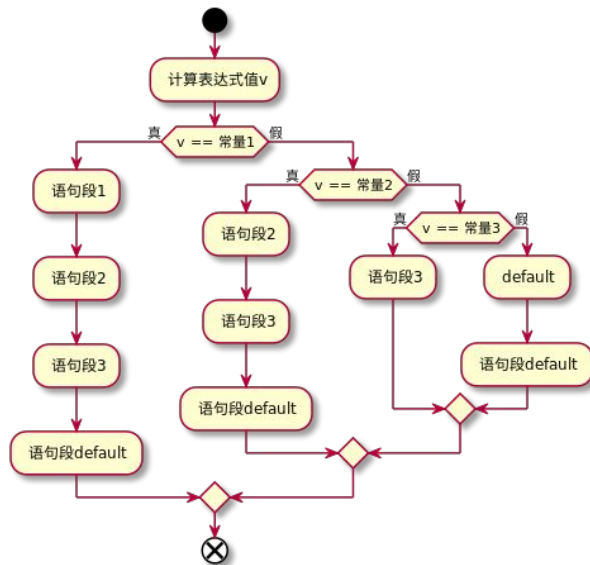 计算表达式值v
真
v == 常量1
假
语句段1
真
v == 常量2
假
语句段2
真
v == 常量3
假
语句段2
语句段3
default
语句段3
语句段3
语句段default
语句段default
语句段default